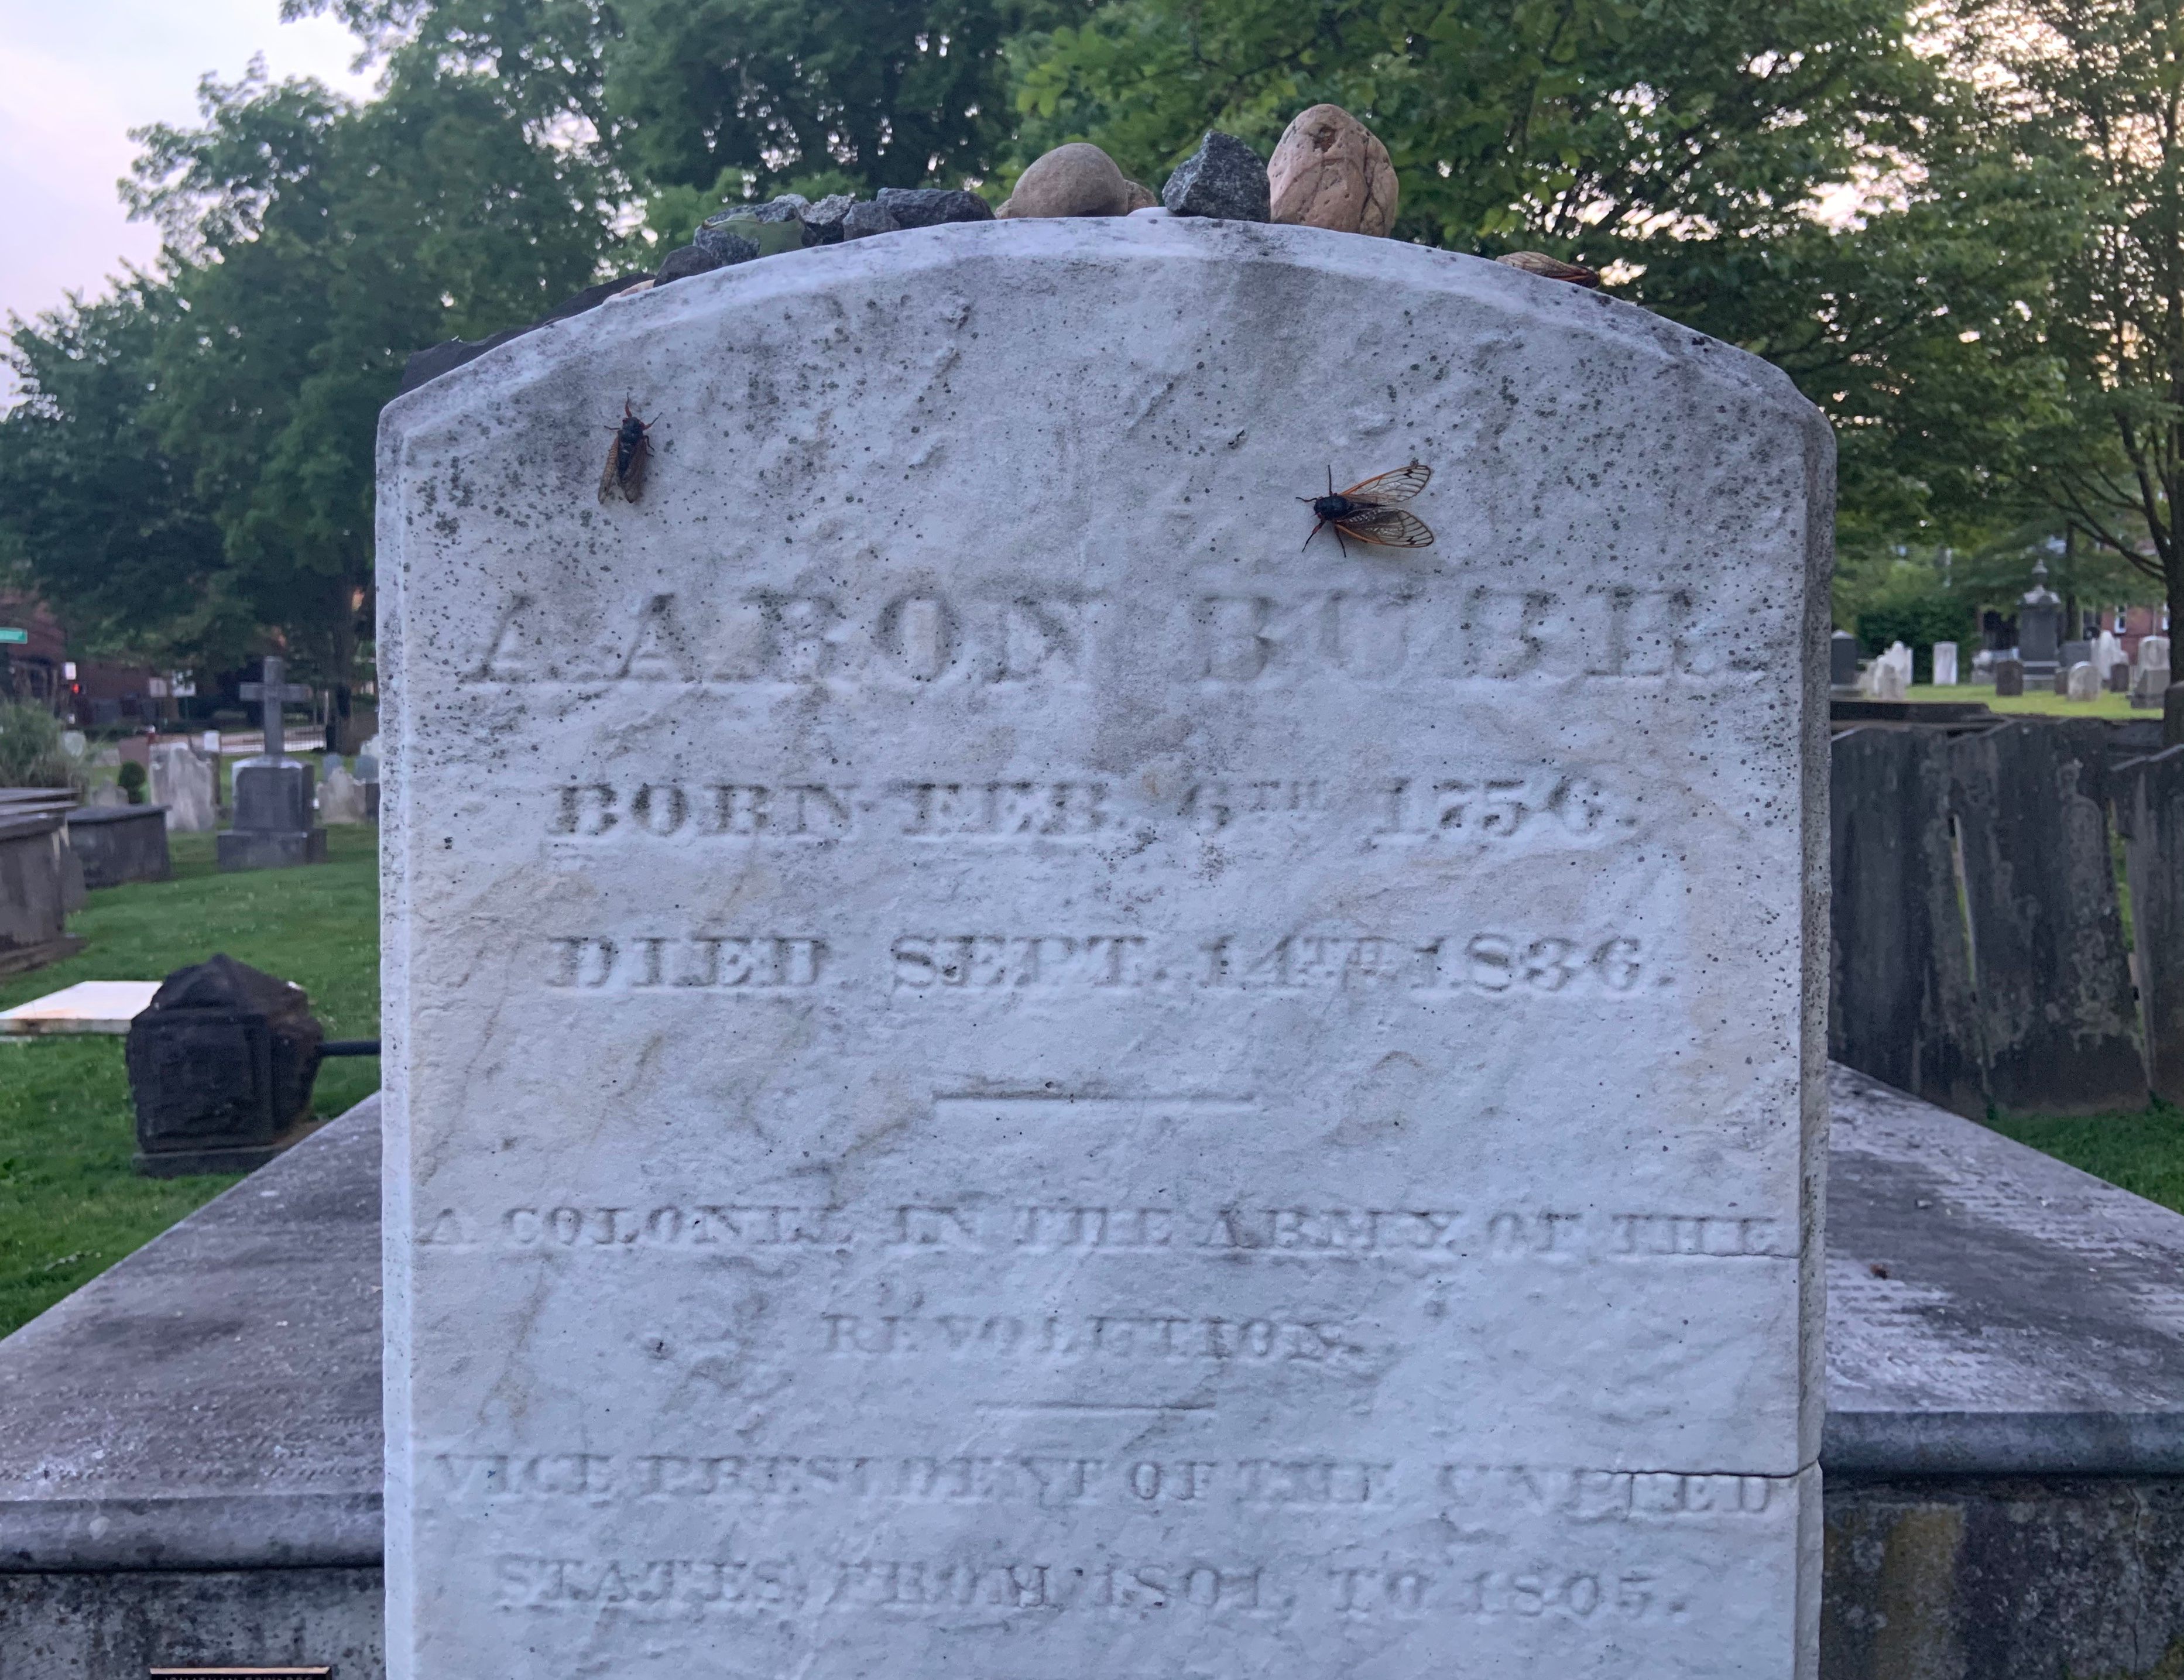 AARON BURR.
BORN FEB. 6TH 1756.
DIED SEPT. 14TH 1836.
A COLONEL IN THE ARMY OF THE
REVOLUTION.
VICE PRESIDENT OF THE UNITED
STATES, FROM 1801, TO 1805.